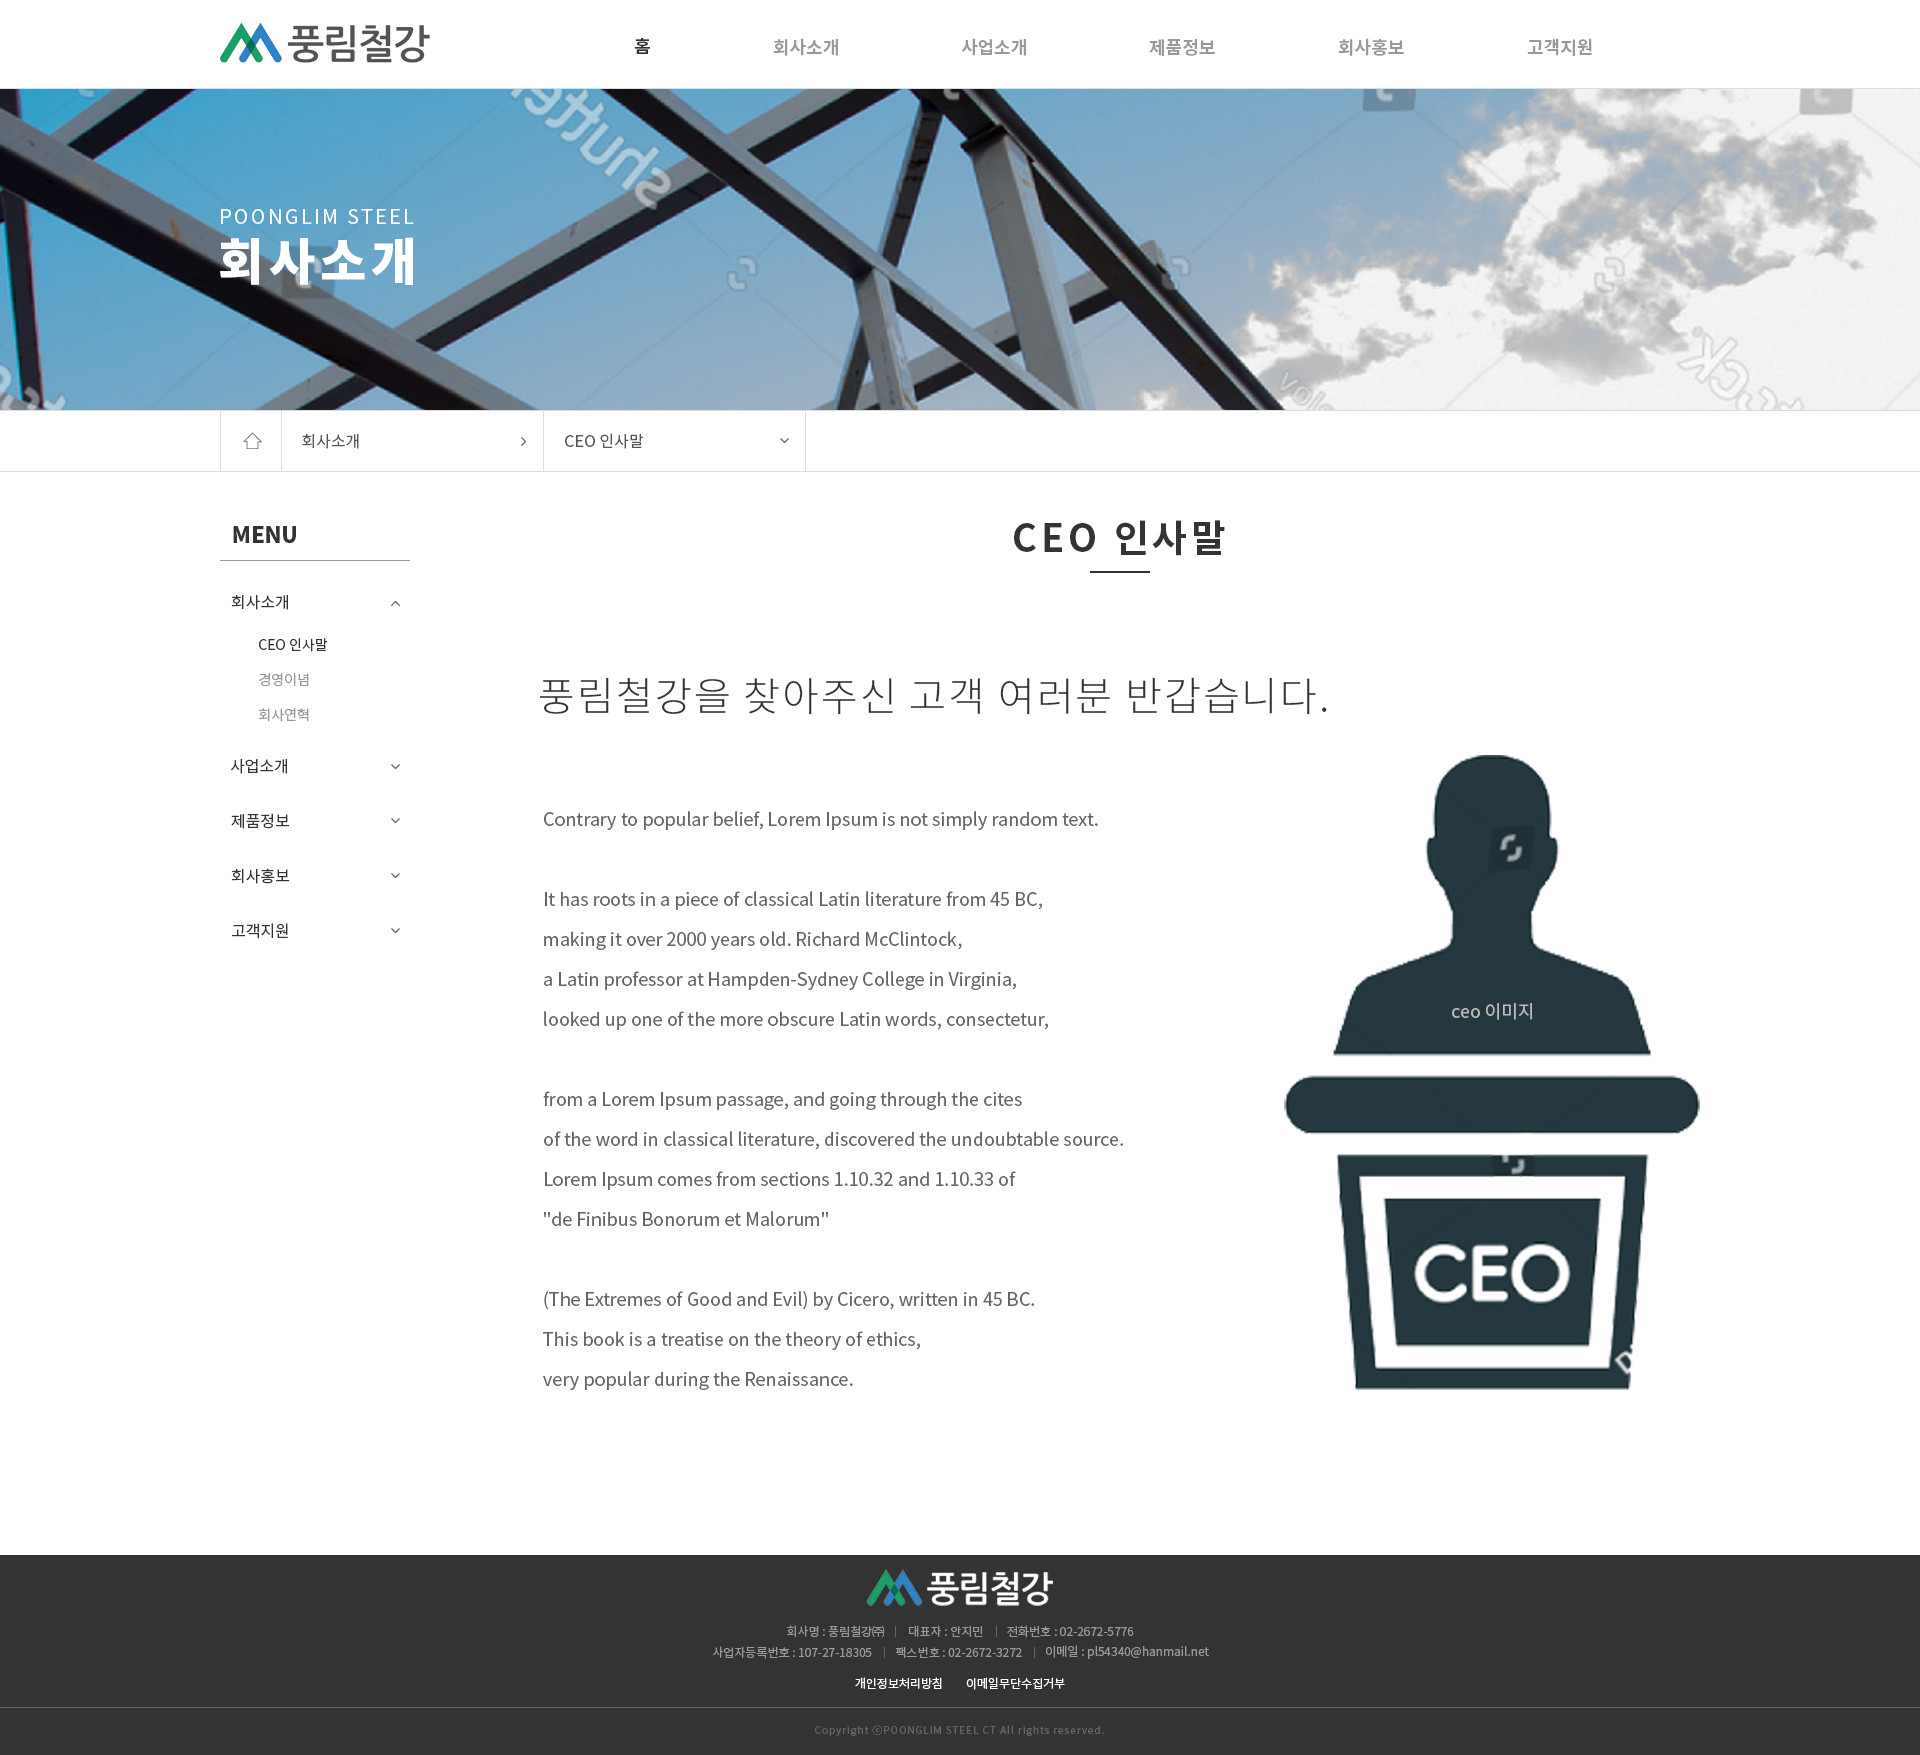 풍림철강
홈 회사소개 사업소개 제품정보 회사홍보 고객지원
shutter
POONGLIM STEEL
회사소개
회사소개 CEO 인사말
MENU
회사소개
CEO 인사말
경영이념
회사연혁
사업소개
제품정보
회사홍보
고객지원
CEO 인사말
풍림철강을 찾아주신 고객 여러분 반갑습니다.
Contrary to popular belief, Lorem Ipsum is not simply random text.
It has roots in a piece of classical Latin literature from 45 BC,
making it over 2000 years old. Richard McClintock,
a Latin professor at Hampden-Sydney College in Virginia,
looked up one of the more obscure Latin words, consectetur,
from a Lorem Ipsum passage, and going through the cites
of the word in classical literature, discovered the undoubtable source.
Lorem Ipsum comes from sections 1.10.32 and 1.10.33 of
"de Finibus Bonorum et Malorum"
(The Extremes of Good and Evil) by Cicero, written in 45 BC.
This book is a treatise on the theory of ethics,
very popular during the Renaissance.
ceo 이미지
CEO
풍림철강
회사명 : 풍림철강㈜ | 대표자 : 안지민 | 전화번호 : 02-2672-5776
사업자등록번호 : 107-27-18305 | 팩스번호 : 02-2672-3272 | 이메일 : pl54340@hanmail.net
개인정보처리방침 이메일무단수집거부
Copyright ⓒPOONGLIM STEEL CT All rights reserved.